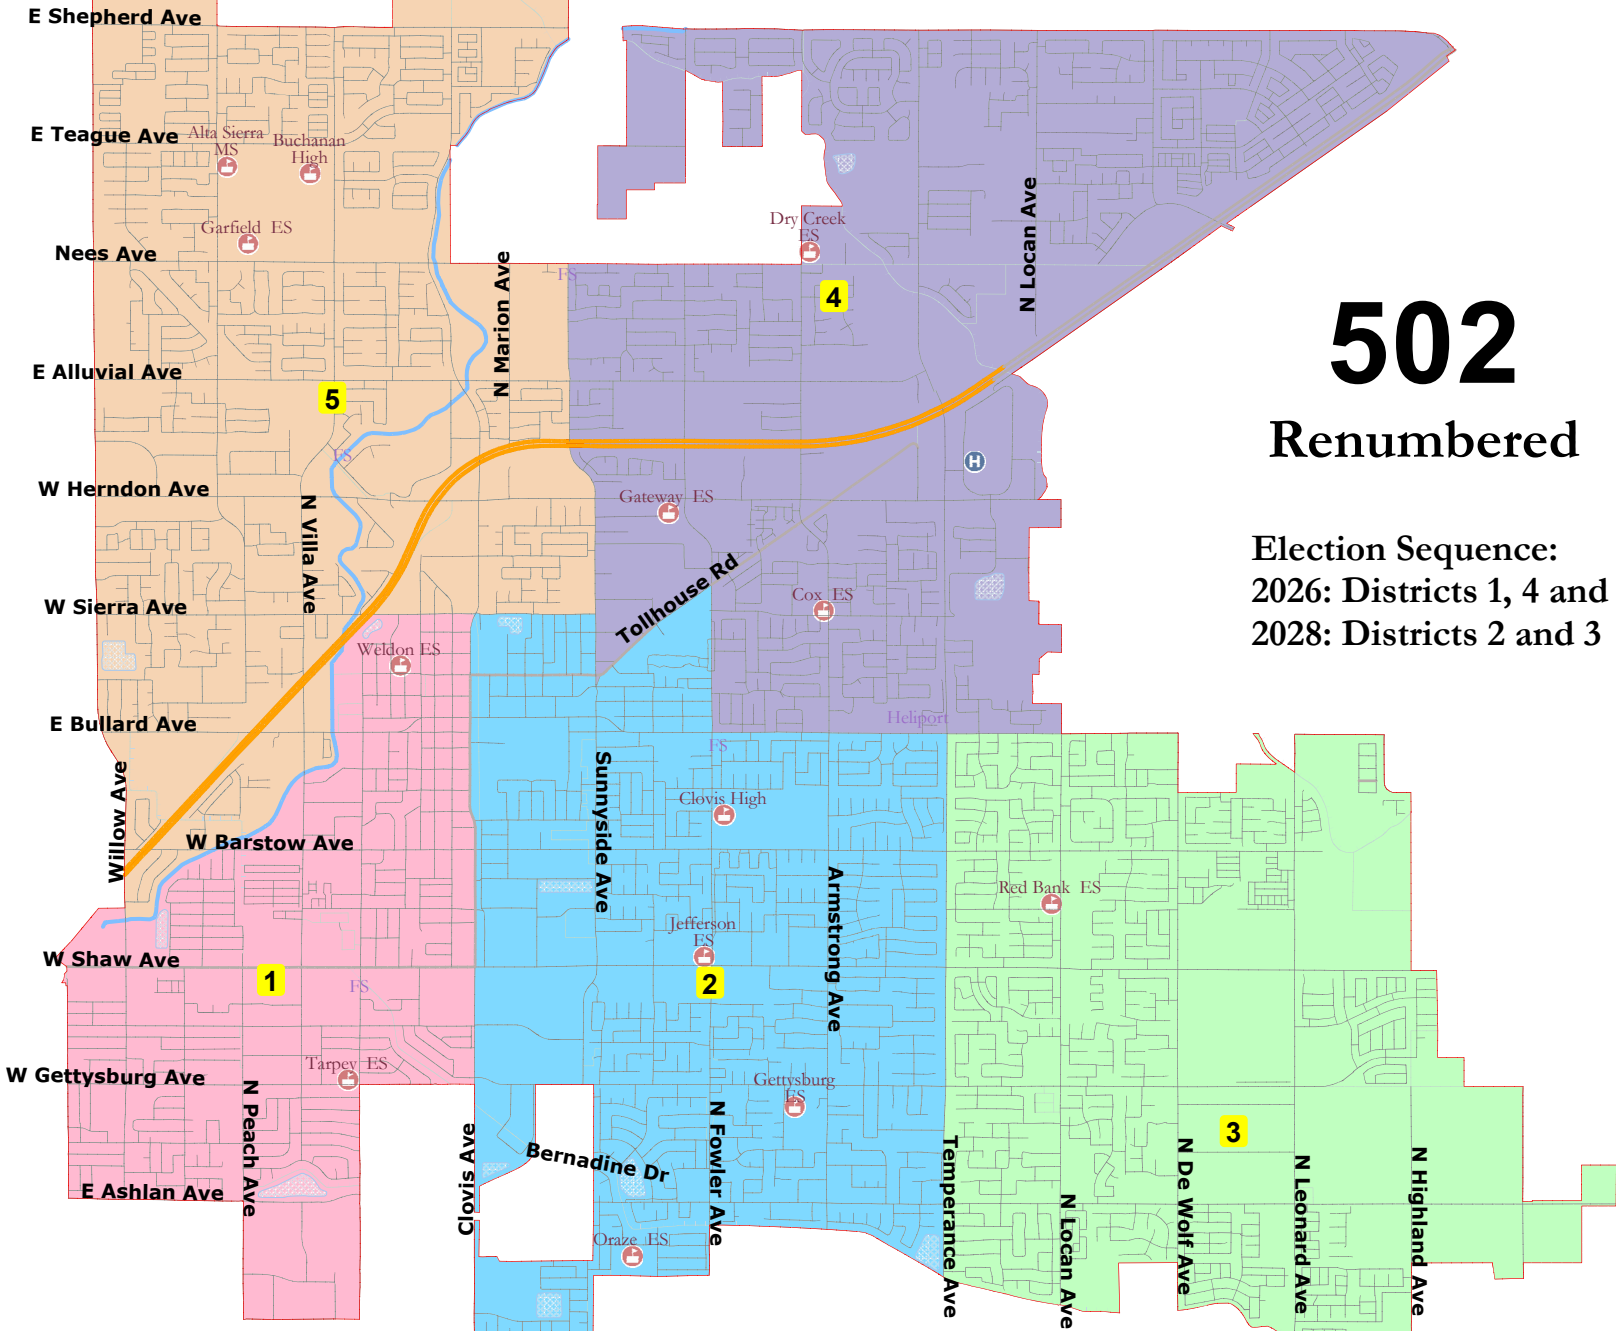 E Shepherd Ave
E Teague Ave
Alta Sierra
MS
Buchanan
High
Garfield ES
Nees Ave
Dry Creek
ES
N Locan Ave
FS
N Marion Ave
4
502
Renumbered
E Alluvial Ave
5
FS
H
W Herndon Ave
N Villa Ave
Gateway ES
Election Sequence:
2026: Districts 1, 4 and
2028: Districts 2 and 3
Tollhouse Rd
Cox ES
W Sierra Ave
Weldon ES
E Bullard Ave
Heliport
FS
Willow Ave
Sunnyside Ave
Clovis High
W Barstow Ave
Armstrong Ave
Red Bank ES
Jefferson
ES
W Shaw Ave
1
FS
2
Tarpey ES
W Gettysburg Ave
N Peach Ave
Gettysburg
ES
Clovis Ave
Bernadine Dr
N Fowler Ave
3
Temperance Ave
N Locan Ave
N De Wolf Ave
N Leonard Ave
N Highland Ave
E Ashlan Ave
Oraze ES